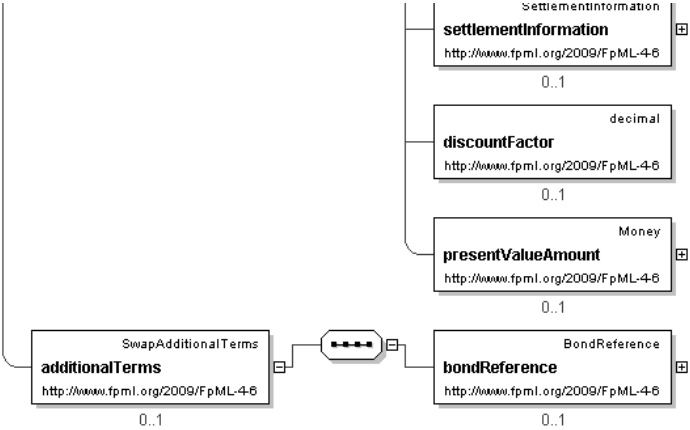 SettlementInformation
settlementInformation
http://www.fpml.org/2009/FpML-4-6
0..1
decimal
discountFactor
http://www.fpml.org/2009/FpML-4-6
0..1
Money
presentValueAmount
http://www.fpml.org/2009/FpML-4-6
0..1
SwapAdditionalTerms
additionalTerms
http://www.fpml.org/2009/FpML-4-6
0..1
BondReference
bondReference
http://www.fpml.org/2009/FpML-4-6
0..1